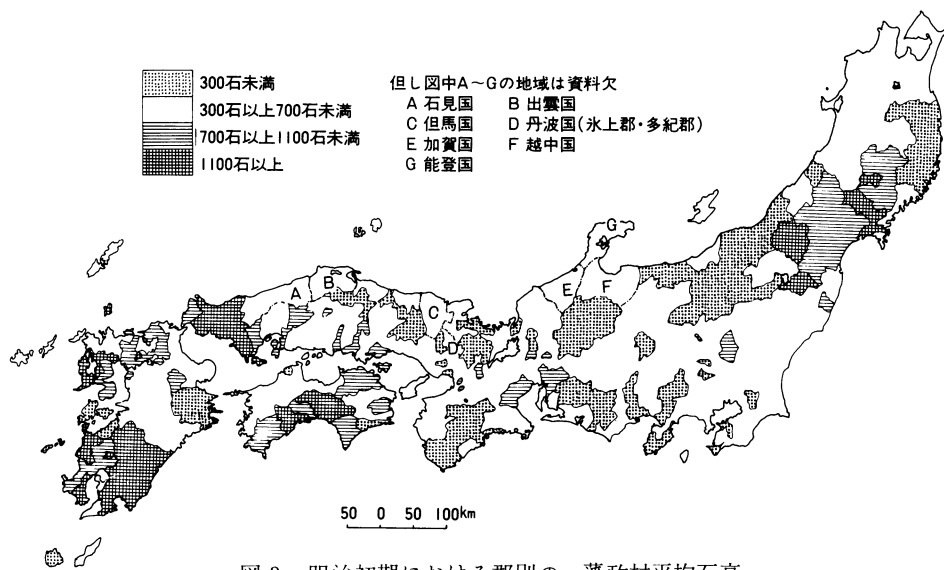 300石未満
300石以上700石未満
700石以上1100石未満
1100石以上
但し図中A～Gの地域は資料欠
A 石見国 B 出雲国
C 但馬国 D 丹波国(氷上郡・多紀郡)
E 加賀国 F 越中国
G 能登国
G
E F
A B
C
D
50 0 50 100km